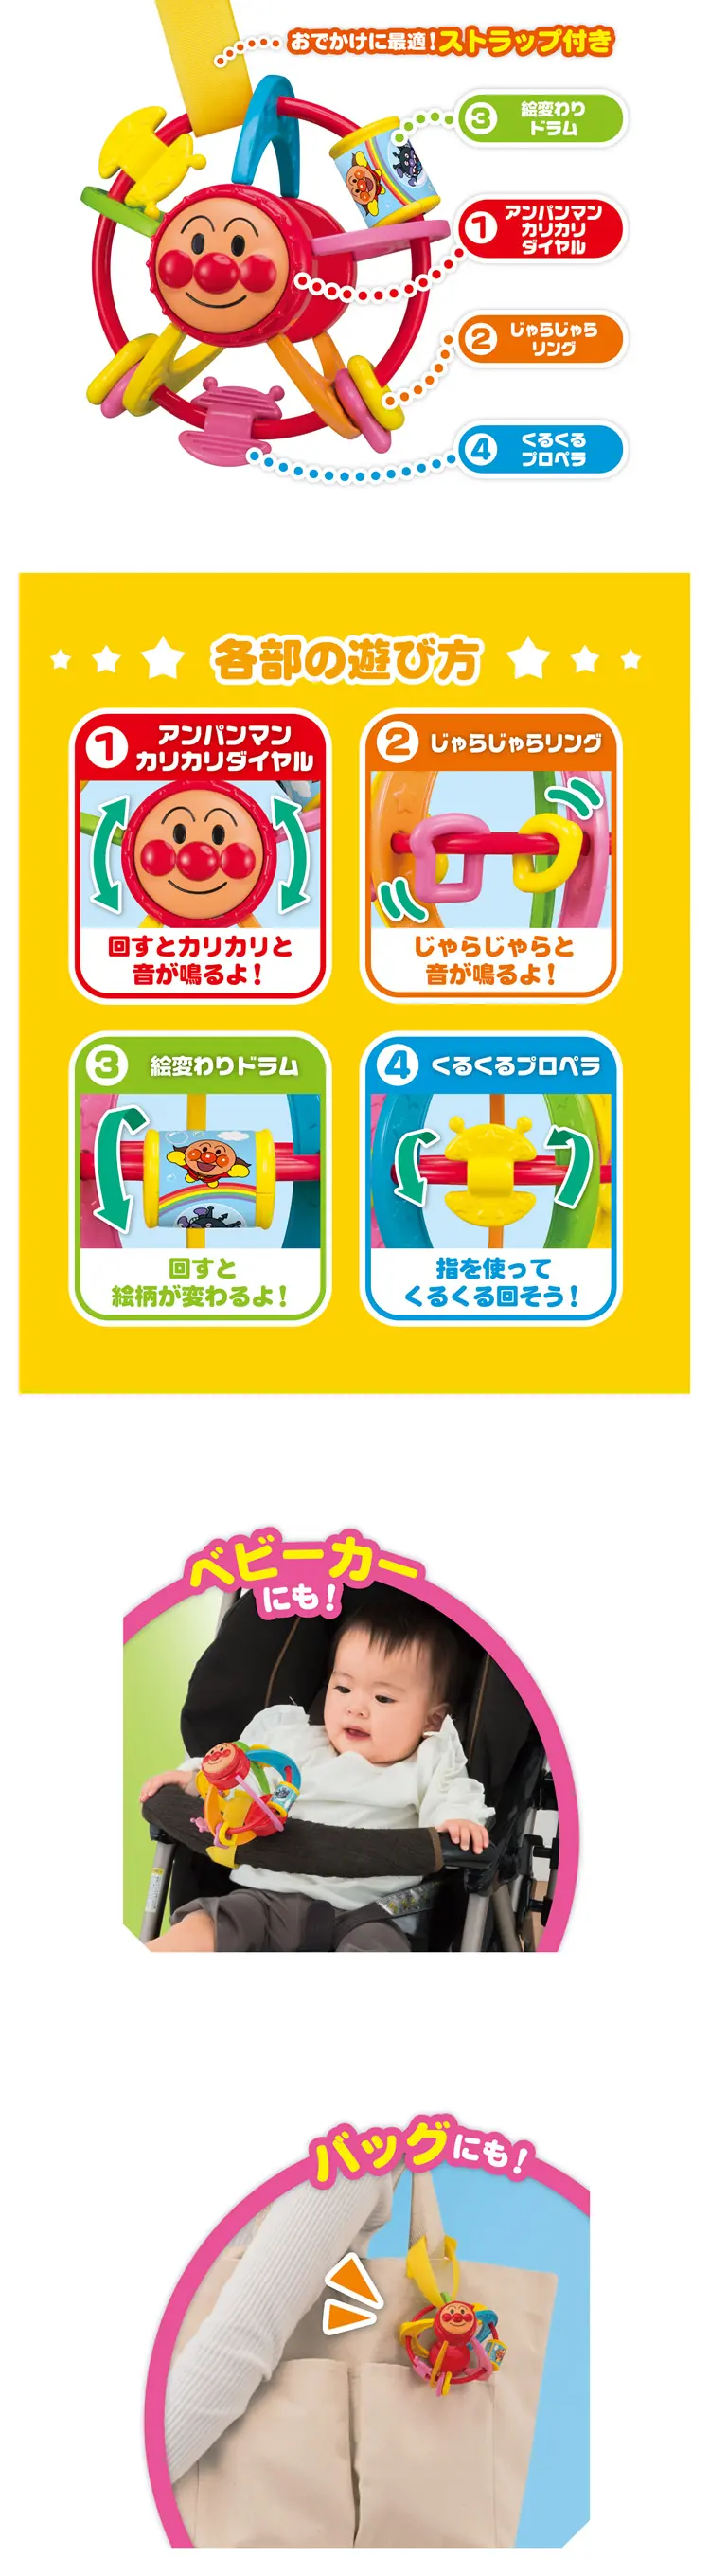 おでかけに最適！ストラップ付き
③ 絵変わり
ドラム
① アンパンマン
カリカリ
ダイヤル
② じゃらじゃら
リング
④ くるくる
プロペラ
各部の遊び方
① アンパンマン
カリカリダイヤル
回すとカリカリと
音が鳴るよ！
② じゃらじゃらリング
じゃらじゃらと
音が鳴るよ！
③ 絵変わりドラム
回すと
絵柄が変わるよ！
④ くるくるプロペラ
指を使って
くるくる回そう！
ベビーカー
にも！
バッグにも！